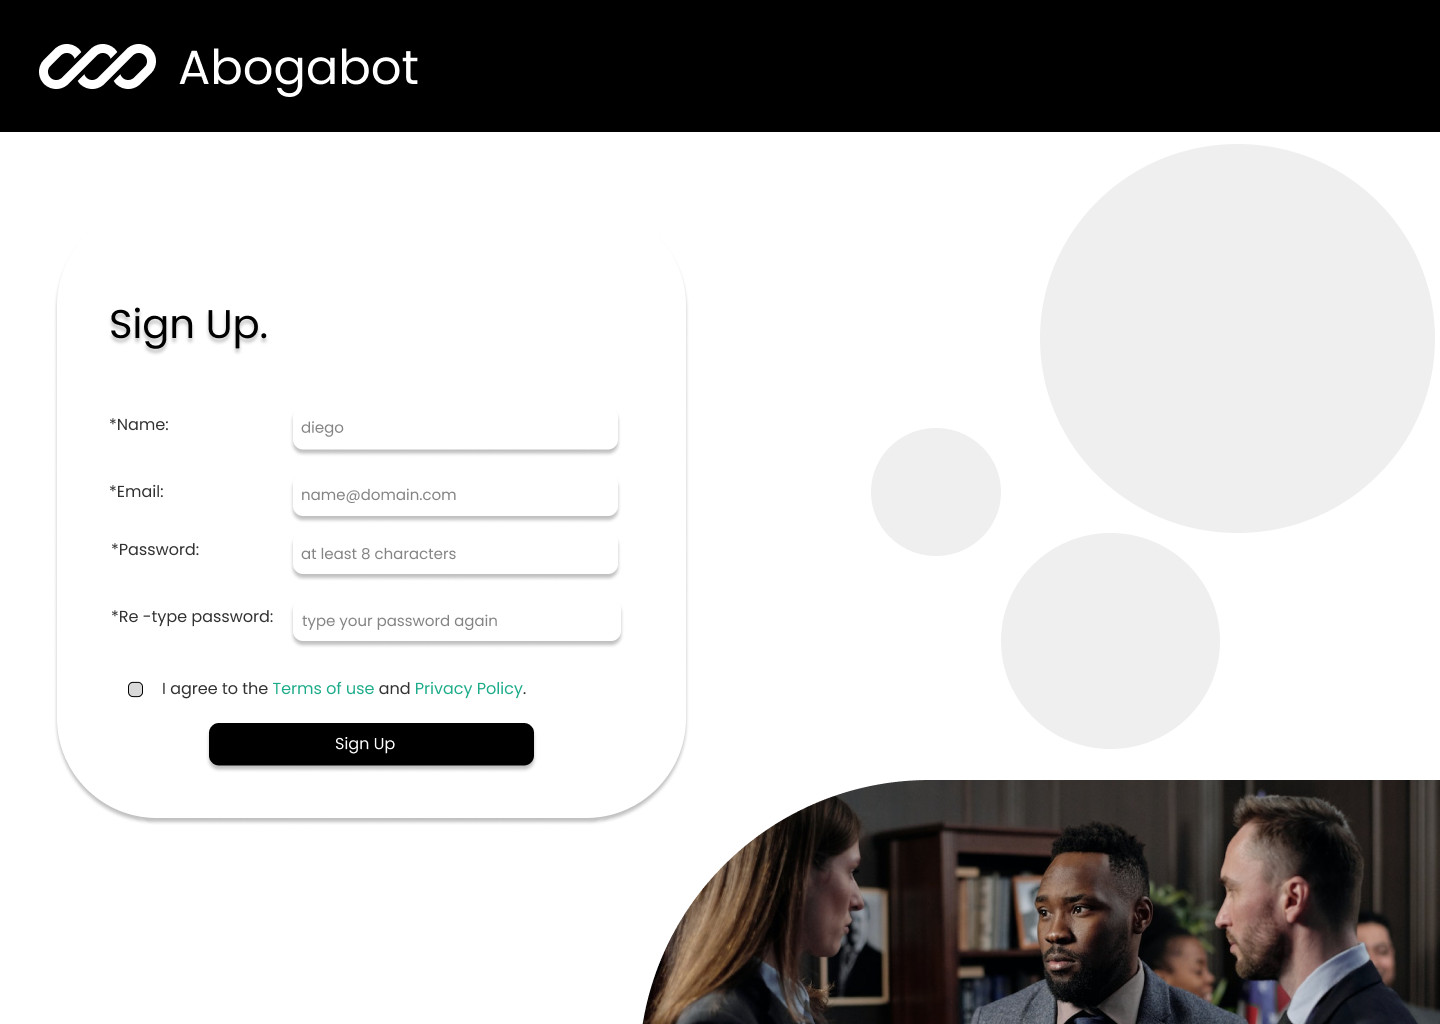 Abogabot
Sign Up.
*Name:
diego
*Email:
name@domain.com
*Password:
at least 8 characters
*Re -type password:
type your password again
I agree to the Terms of use and Privacy Policy.
Sign Up